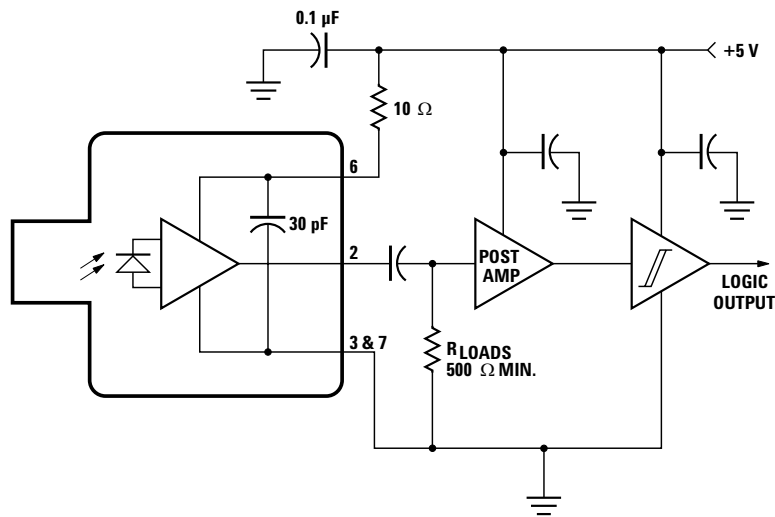 0.1 µF
+5 V
10 Ω
6
30 pF
2
POST
AMP
LOGIC
OUTPUT
3 & 7
RLOADS
500 Ω MIN.